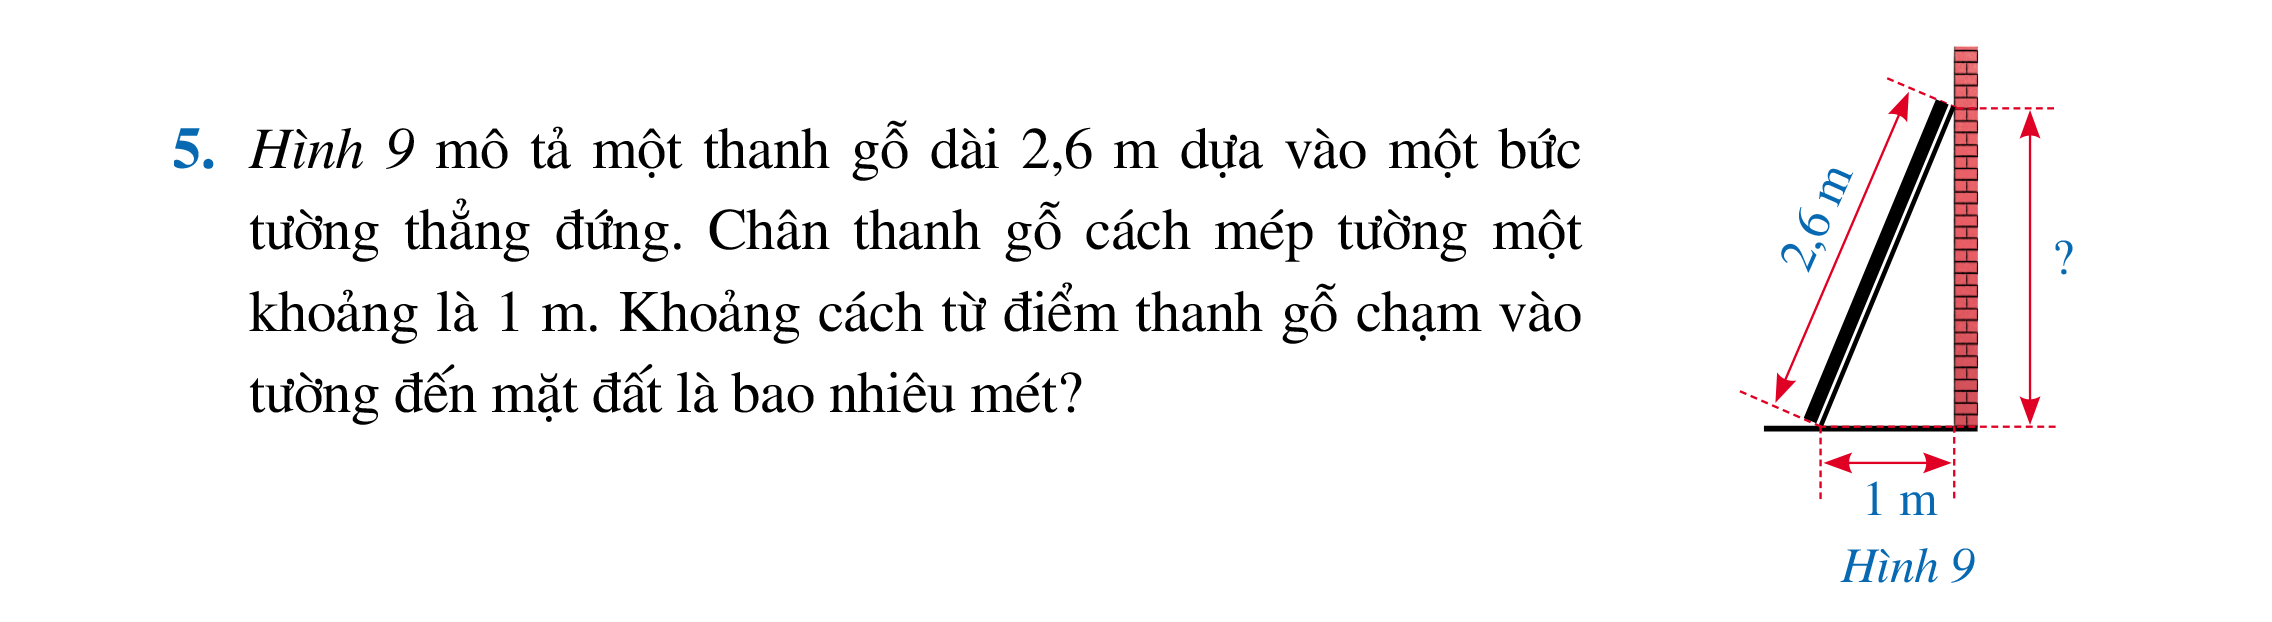 5. Hình 9 mô tả một thanh gỗ dài 2,6 m dựa vào một bức
tường thẳng đứng. Chân thanh gỗ cách mép tường một
khoảng là 1 m. Khoảng cách từ điểm thanh gỗ chạm vào
tường đến mặt đất là bao nhiêu mét?
2,6 m
?
1 m
Hình 9